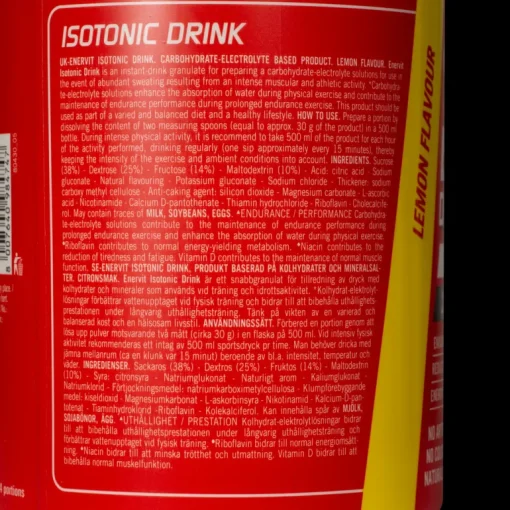 ISOTONIC DRINK
UK-ENERVIT ISOTONIC DRINK. CARBOHYDRATE-ELECTROLYTE BASED PRODUCT. LEMON FLAVOUR. Enervit
Isotonic Drink is an instant-drink granulate for preparing a carbohydrate-electrolyte solutions for use in
the event of abundant sweating resulting from an intense muscular and athletic activity. *Carbohydra-
te-electrolyte solutions enhance the absorption of water during physical exercise and contribute to the
maintenance of endurance performance during prolonged endurance exercise. This product should be
used as part of a varied and balanced diet and a healthy lifestyle. HOW TO USE. Prepare a portion by
dissolving the content of two measuring spoons (equal to approx. 30 g of the product) in a 500 ml
bottle. During intense physical activity, it is recommend to take 500 ml of the product for each hour
of the activity performed, drinking regularly (one sip approximately every 15 minutes), thereby
keeping the intensity of the exercise and ambient conditions into account. INGREDIENTS. Sucrose
(38%) - Dextrose (25%) - Fructose (14%) - Maltodextrin (10%) - Acid: citric acid - Sodium
gluconate - Natural flavouring - Potassium gluconate - Sodium chloride - Thickener: sodium
carboxy methyl cellulose - Anti-caking agent: silicon dioxide - Magnesium carbonate - L-ascorbic
acid - Nicotinamide - Calcium D-pantothenate - Thiamin hydrochloride - Riboflavin - Cholecalcife-
rol. May contain traces of MILK, SOYBEANS, EGGS. *ENDURANCE / PERFORMANCE Carbohydra-
te-electrolyte solutions contribute to the maintenance of endurance performance during
prolonged endurance exercise and enhance the absorption of water during physical exercise.
*Riboflavin contributes to normal energy-yielding metabolism. *Niacin contributes to the
reduction of tiredness and fatigue. Vitamin D contributes to the maintenance of normal muscle
function. SE-ENERVIT ISOTONIC DRINK. PRODUKT BASERAD PÅ KOLHYDRATER OCH MINERALSAL-
TER. CITRONSMAK. Enervit Isotonic Drink är ett snabbgranulat för tillredning av dryck med
kolhydrater och mineraler som används vid träning och idrottsaktivitet. *Kolhydrat-elektrolyt-
lösningar förbättrar vattenupptaget vid fysisk träning och bidrar till att bibehålla uthållighets-
prestationen under långvarig uthållighetsträning. Tänk på vikten av en varierad och
balanserad kost och en hälsosam livsstil. ANVÄNDNINGSSÄTT. Förbered en portion genom att
lösa upp pulver motsvarande två mått (cirka 30 g) i en flaska på 500 ml. Vid intensiv fysisk
aktivitet rekommenderas ett intag av 500 ml sportsdryck pr time. Man behöver dricka med
jämna mellanrum (ca en klunk var 15 minut) beroende av bl.a. intensitet, temperatur och
väder. INGREDIENSER. Sackaros (38%) - Dextros (25%) - Fruktos (14%) - Maltodextrin
(10%) - Syra: citronsyra - Natriumglukonat - Naturligt arom - Kaliumglukonat -
Natriumklorid - Förtjockningsmedel: natriumkarboximetylcellulosa - Klumpförebyggande
medel: kiseldioxid - Magnesiumkarbonat - L-askorbinsyra - Nikotinamid - Kalcium-D-pan-
totenat - Tiaminhydroklorid - Riboflavin - Kolekalciferol. Kan innehålla spår av MJÖLK,
SOJABÖNOR, ÄGG. *UTHÅLLIGHET / PRESTATION Kolhydrat-elektrolytlösningar bidrar
till att bibehålla uthållighetsprestationen under långvarig uthållighetsträning och
förbättrar vattenupptaget vid fysisk träning. *Riboflavin bidrar till normal energiomsätt-
ning. *Niacin bidrar till att minska trötthet och utmattning. Vitamin D bidrar till att
bibehålla normal muskelfunktion.
LEMON FLAVOUR
portions